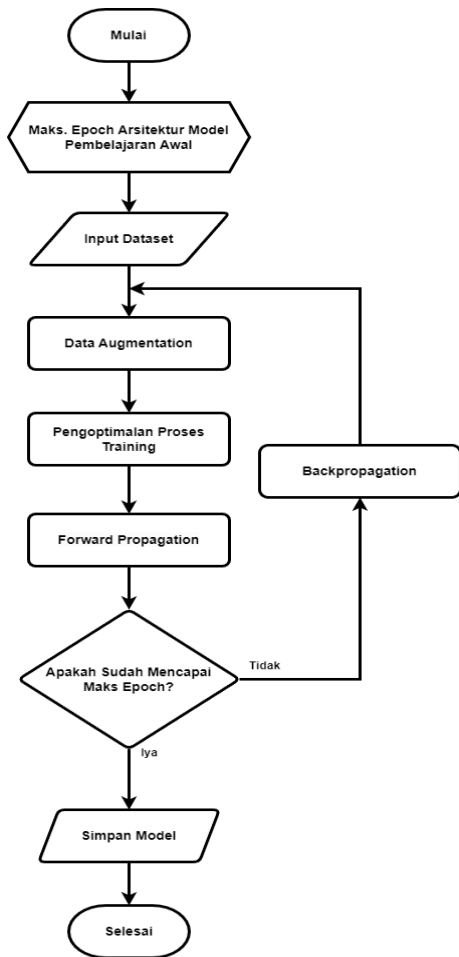 Mulai
Maks. Epoch Arsitektur Model
Pembelajaran Awal
Input Dataset
Data Augmentation
Pengoptimalan Proses
Training
Backpropagation
Forward Propagation
Apakah Sudah Mencapai
Maks Epoch?
Tidak
Iya
Simpan Model
Selesai